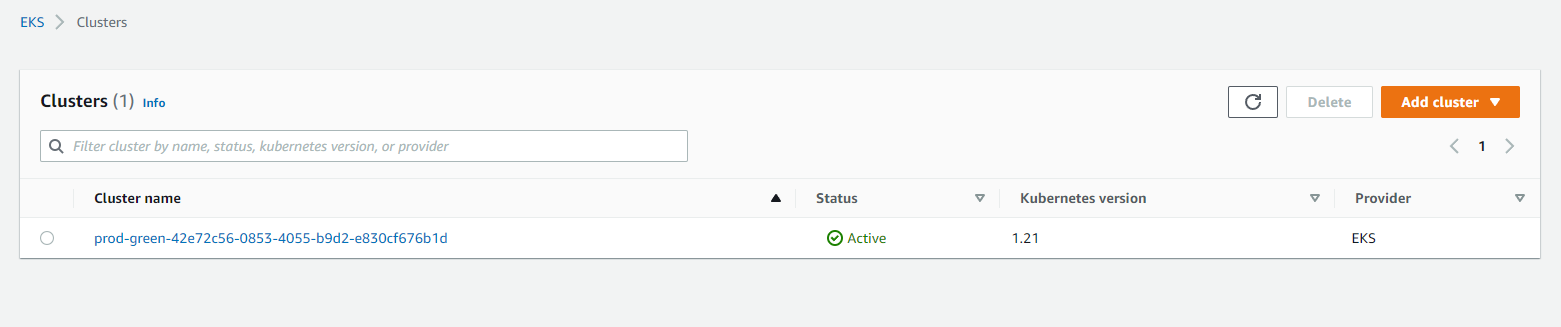 EKS Clusters
Clusters (1) Info
Delete
Add cluster
Filter cluster by name, status, kubernetes version, or provider
1
Cluster name Status Kubernetes version Provider
prod-green-42e72c56-0853-4055-b9d2-e830cf676b1d Active 1.21 EKS